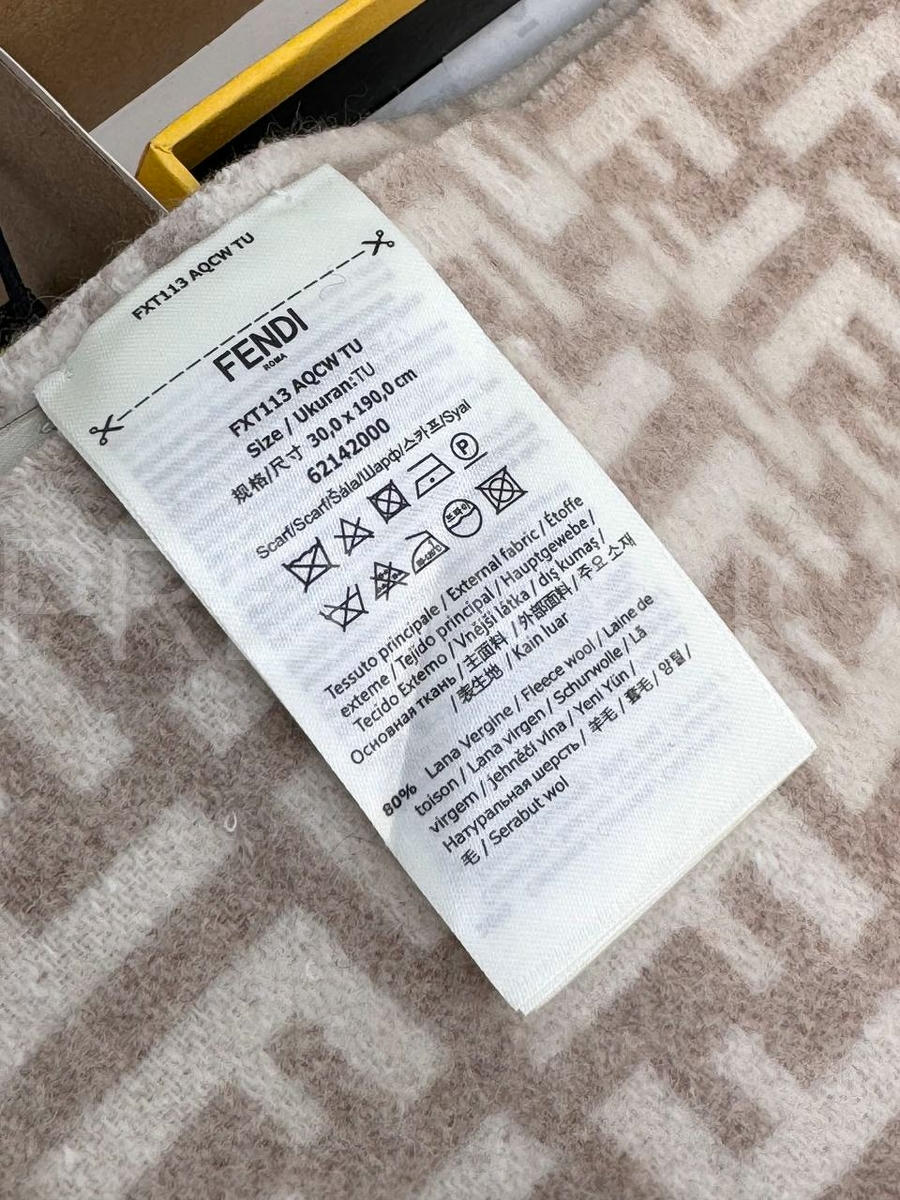 FXT113 AQCW TU
FENDI
ROMA
FXT113 AQCW TU
Size / Ukuran:TU
规格/尺寸 30,0 x 190,0 cm
62142000
Scarf/Scarf/Šála/Шарф/스카프/Syal
P
드라이
Tessuto principale / External fabric / Étoffe
externe / Tejido principal / Hauptgewebe /
Tecido Externo / Vnější látka / dış kumaş /
Основная ткань / 主面料 / 外部面料 / 주요 소재
/ 表生地 / Kain luar
80% Lana Vergine / Fleece wool / Laine de
toison / Lana virgen / Schurwolle / Lã
virgem / jehněčí vlna / Yeni Yün /
Натуральная шерсть / 羊毛 / 羊毛 / 양털 /
毛 / Serabut wol